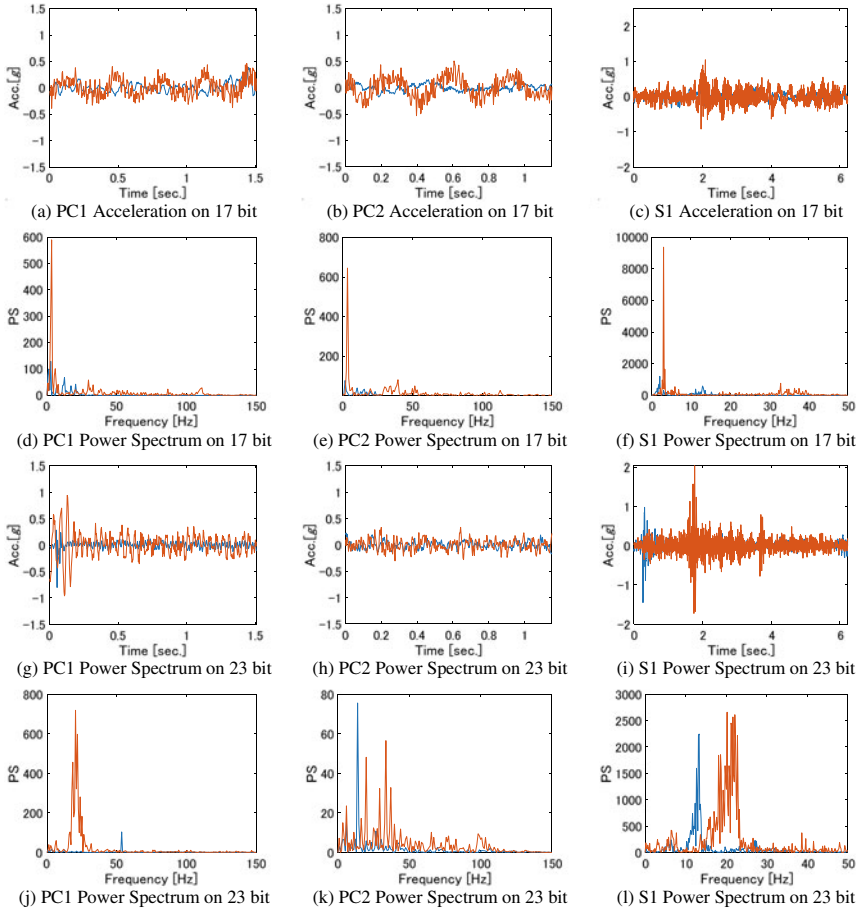 1.5
1
0.5
0
-0.5
-1
-1.5
Acc.[g]
0 0.5 1 1.5
Time [sec.]
(a) PC1 Acceleration on 17 bit
1.5
1
0.5
0
-0.5
-1
-1.5
Acc.[g]
0 0.2 0.4 0.6 0.8 1
Time [sec.]
(b) PC2 Acceleration on 17 bit
2
1
0
-1
-2
Acc.[g]
0 2 4 6
Time [sec.]
(c) S1 Acceleration on 17 bit
600
500
400
300
200
100
0
PS
0 50 100 150
Frequency [Hz]
(d) PC1 Power Spectrum on 17 bit
800
600
400
200
PS
0 50 100 150
Frequency [Hz]
(e) PC2 Power Spectrum on 17 bit
10000
8000
6000
4000
2000
0
PS
0 10 20 30 40 50
Frequency [Hz]
(f) S1 Power Spectrum on 17 bit
1.5
1
0.5
0
-0.5
-1
-1.5
Acc.[g]
0 0.5 1 1.5
Time [sec.]
(g) PC1 Power Spectrum on 23 bit
1.5
1
0.5
0
-0.5
-1
-1.5
Acc.[g]
0 0.2 0.4 0.6 0.8 1
Time [sec.]
(h) PC2 Power Spectrum on 23 bit
2
1
0
-1
-2
Acc.[g]
0 2 4 6
Time [sec.]
(i) S1 Power Spectrum on 23 bit
800
600
400
200
0
PS
0 50 100 150
Frequency [Hz]
(j) PC1 Power Spectrum on 23 bit
80
60
40
20
0
PS
0 50 100 150
Frequency [Hz]
(k) PC2 Power Spectrum on 23 bit
3000
2500
2000
1500
1000
500
0
PS
0 10 20 30 40 50
Frequency [Hz]
(l) S1 Power Spectrum on 23 bit